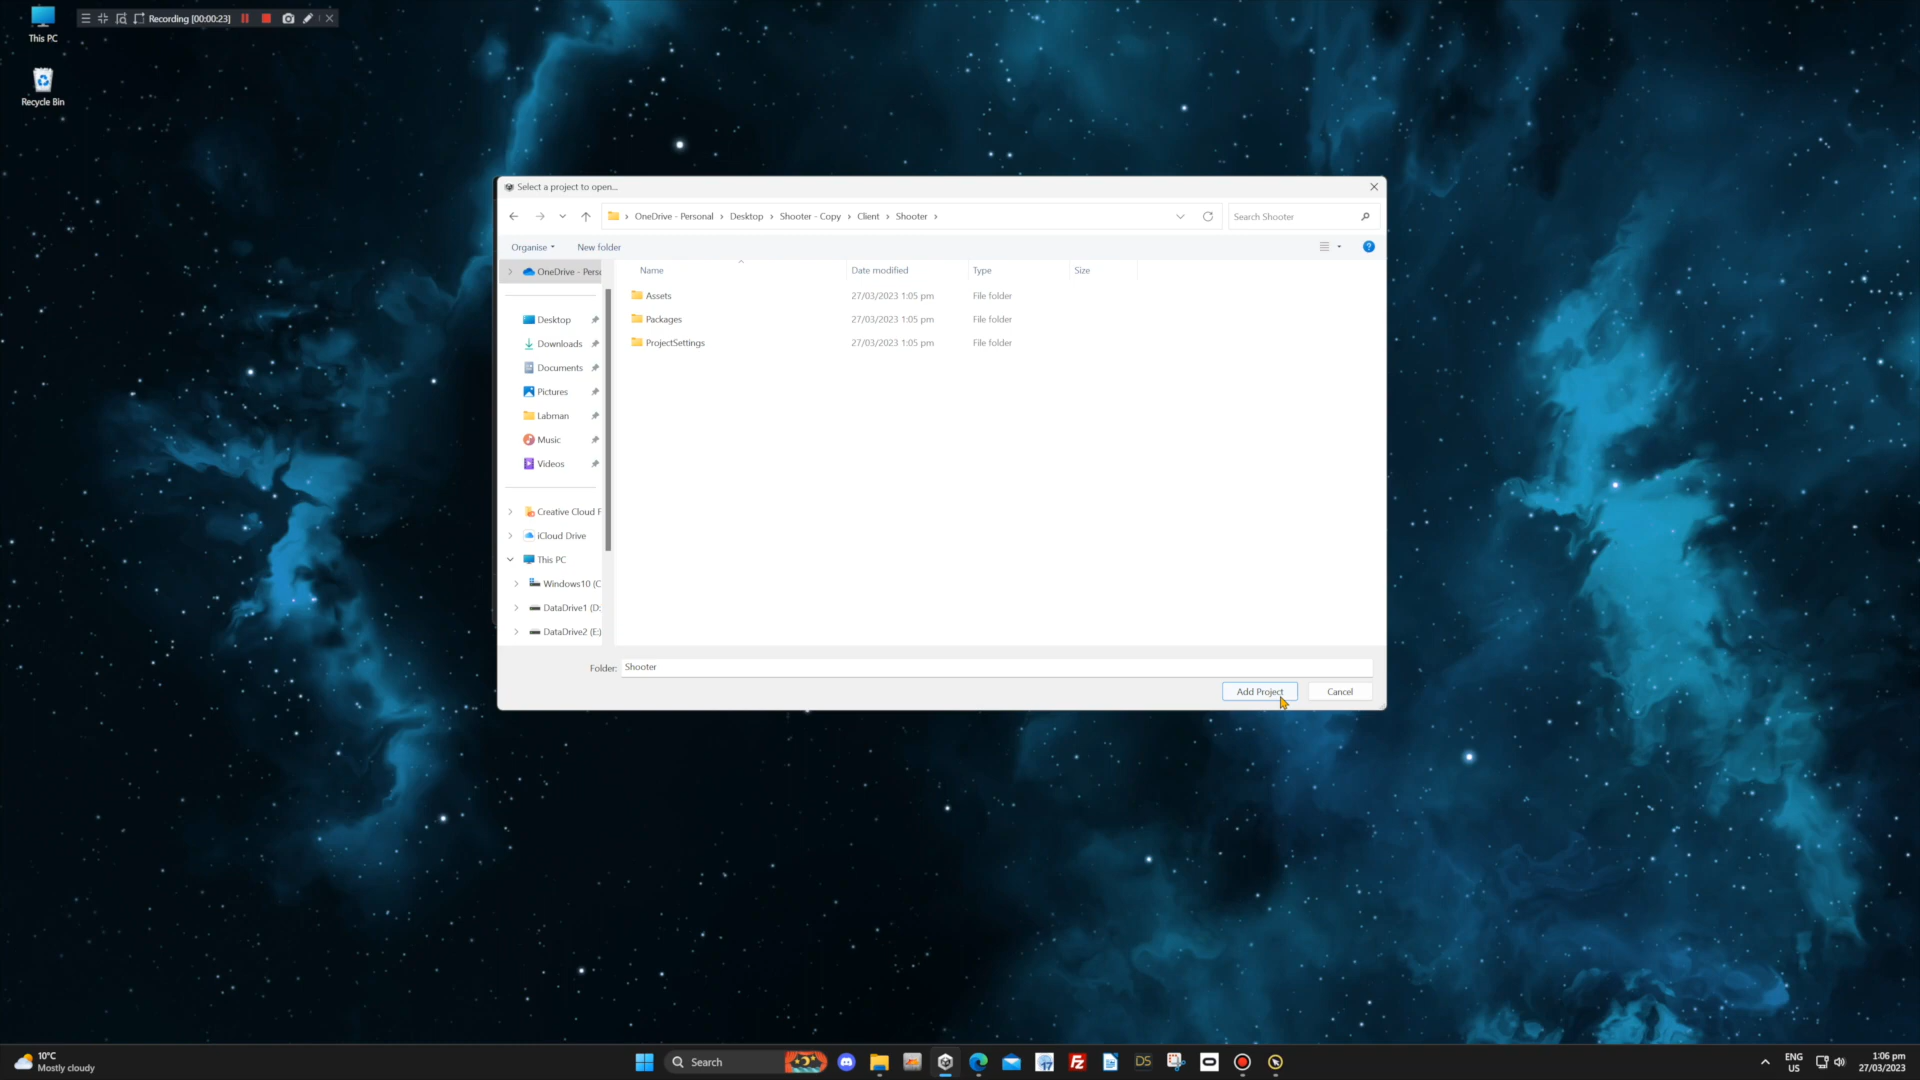 Recording [00:00:23]
This PC
Recycle Bin
Select a project to open...
OneDrive - Personal › Desktop › Shooter - Copy › Client › Shooter ›
Search Shooter
Organise
New folder
Name Date modified Type Size
OneDrive - Pers
Assets 27/03/2023 1:05 pm File folder
Packages 27/03/2023 1:05 pm File folder
ProjectSettings 27/03/2023 1:05 pm File folder
Desktop
Downloads
Documents
Pictures
Labman
Music
Videos
Creative Cloud F
iCloud Drive
This PC
Windows10 (C
DataDrive1 (D:
DataDrive2 (E:)
Folder: Shooter
Add Project
Cancel
10°C
Mostly cloudy
Search
17
FZ
DS
ENG
US
1:06 pm
27/03/2023